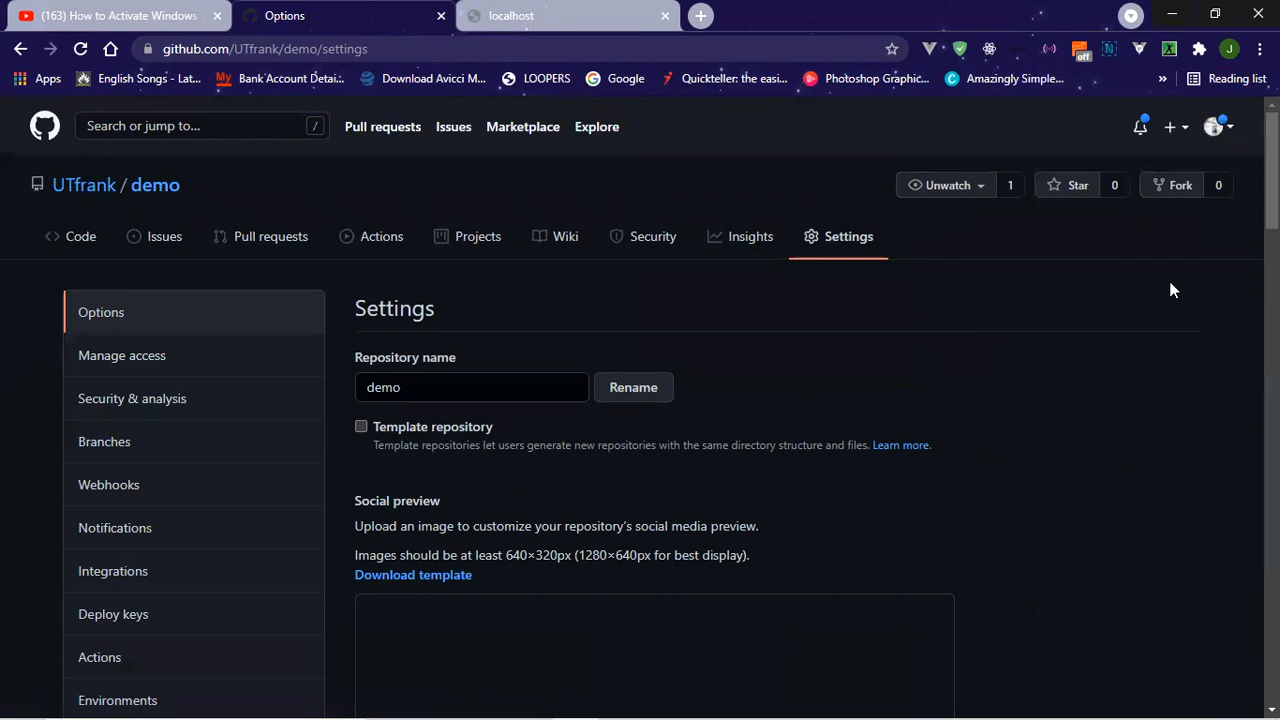 (163) How to Activate Windows
Options
localhost
github.com/UTfrank/demo/settings
off
J
Apps
English Songs - Lat...
My
Bank Account Detai...
Download Avicci M...
LOOPERS
Google
Quickteller: the easi...
Photoshop Graphic...
Amazingly Simple...
»
Reading list
Search or jump to...
/
Pull requests
Issues
Marketplace
Explore
UTfrank / demo
Unwatch
1
Star
0
Fork
0
Code
Issues
Pull requests
Actions
Projects
Wiki
Security
Insights
Settings
Options
Manage access
Security & analysis
Branches
Webhooks
Notifications
Integrations
Deploy keys
Actions
Environments
Settings
Repository name
demo
Rename
Template repository
Template repositories let users generate new repositories with the same directory structure and files. Learn more.
Social preview
Upload an image to customize your repository's social media preview.
Images should be at least 640×320px (1280×640px for best display).
Download template